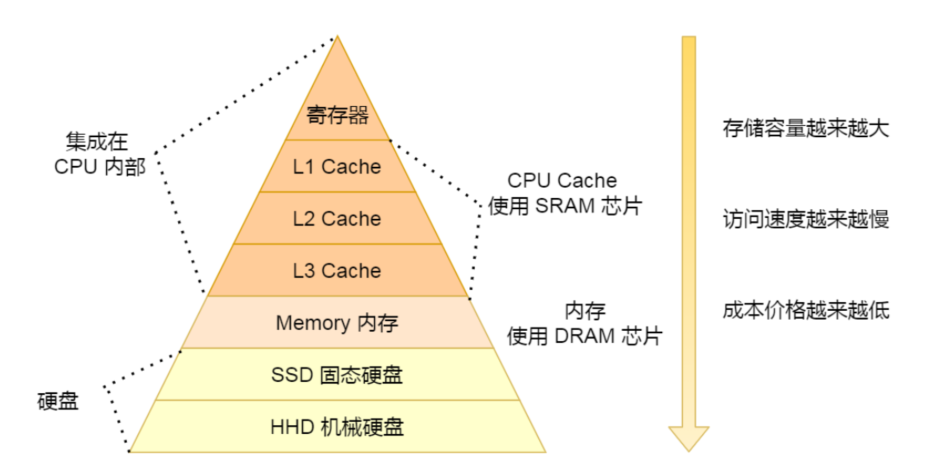 寄存器
集成在
CPU 内部
L1 Cache
L2 Cache
L3 Cache
CPU Cache
使用 SRAM 芯片
Memory 内存
内存
使用 DRAM 芯片
SSD 固态硬盘
HHD 机械硬盘
硬盘
存储容量越来越大
访问速度越来越慢
成本价格越来越低